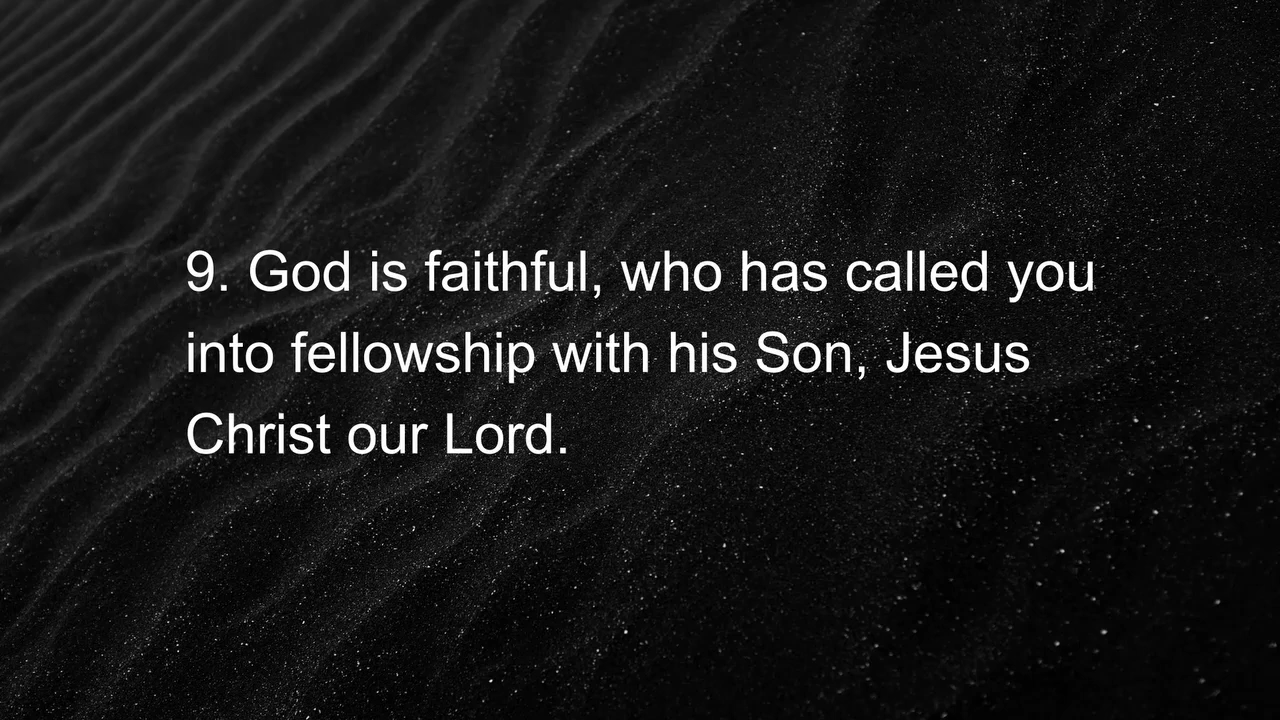 9. God is faithful, who has called you
into fellowship with his Son, Jesus
Christ our Lord.